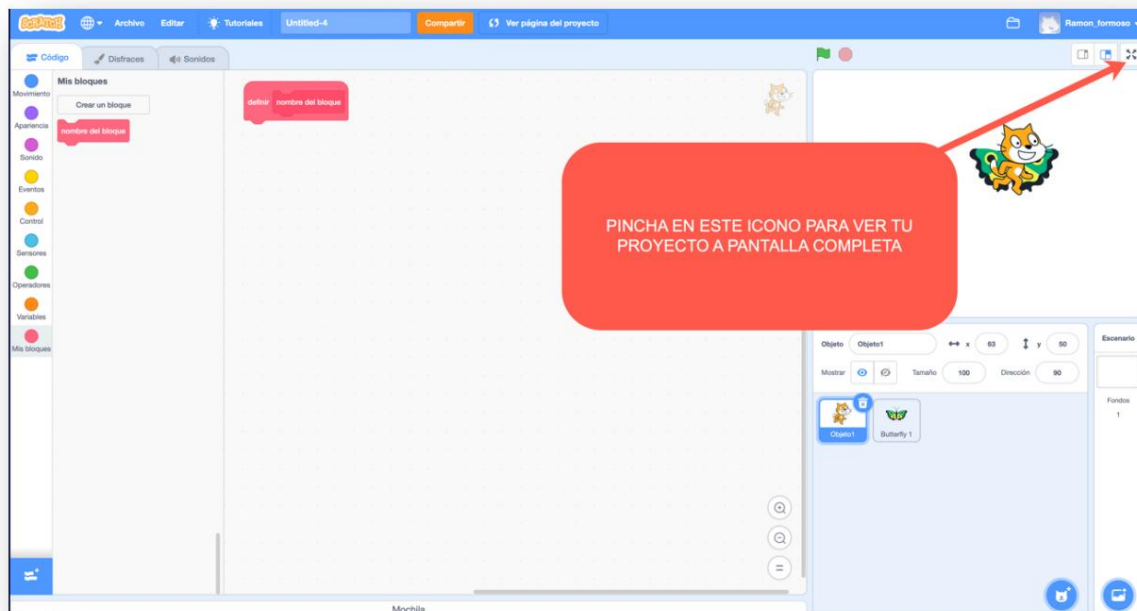 SCRATCH Archivo Editar Tutoriales Untitled-4 Compartir Ver página del proyecto Ramon_formoso
Código Disfraces Sonidos
Movimiento
Apariencia
Sonido
Eventos
Control
Sensores
Operadores
Variables
Mis bloques
Mis bloques
Crear un bloque
nombre del bloque
definir nombre del bloque
PINCHA EN ESTE ICONO PARA VER TU
PROYECTO A PANTALLA COMPLETA
Objeto Objeto1 x 63 y 50
Mostrar Tamaño 100 Dirección 90
Objeto1 Butterfly 1
Escenario
Fondos
1
Mochila